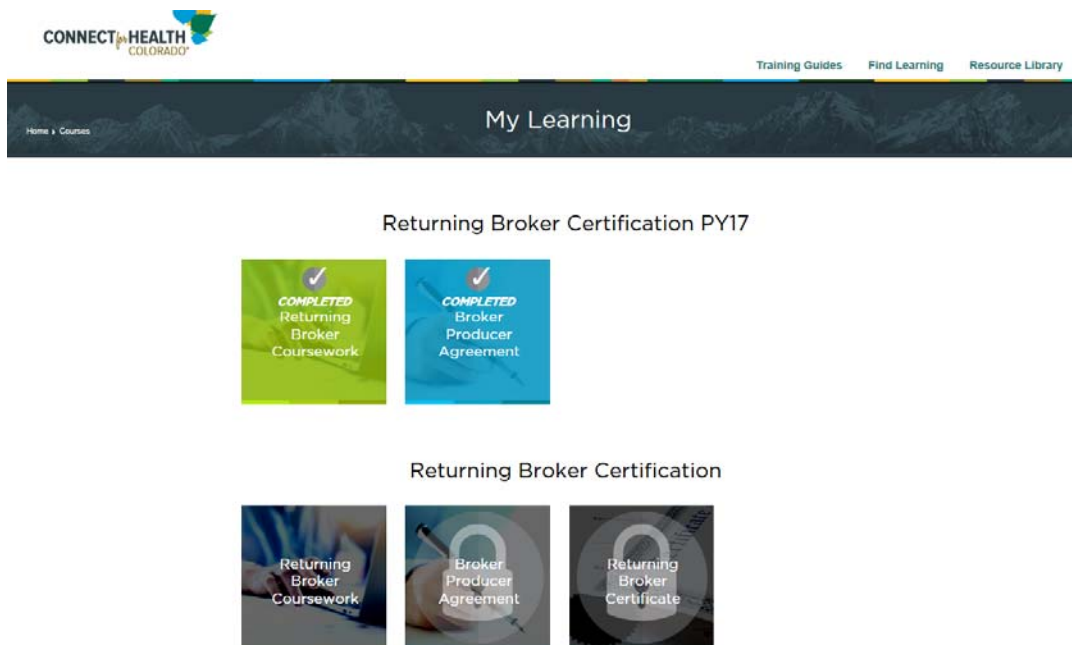 CONNECT for HEALTH
COLORADO
Training Guides Find Learning Resource Library
Home › Courses
My Learning
Returning Broker Certification PY17
COMPLETED
Returning
Broker
Coursework
COMPLETED
Broker
Producer
Agreement
Returning Broker Certification
Returning
Broker
Coursework
Broker
Producer
Agreement
Returning
Broker
Certificate